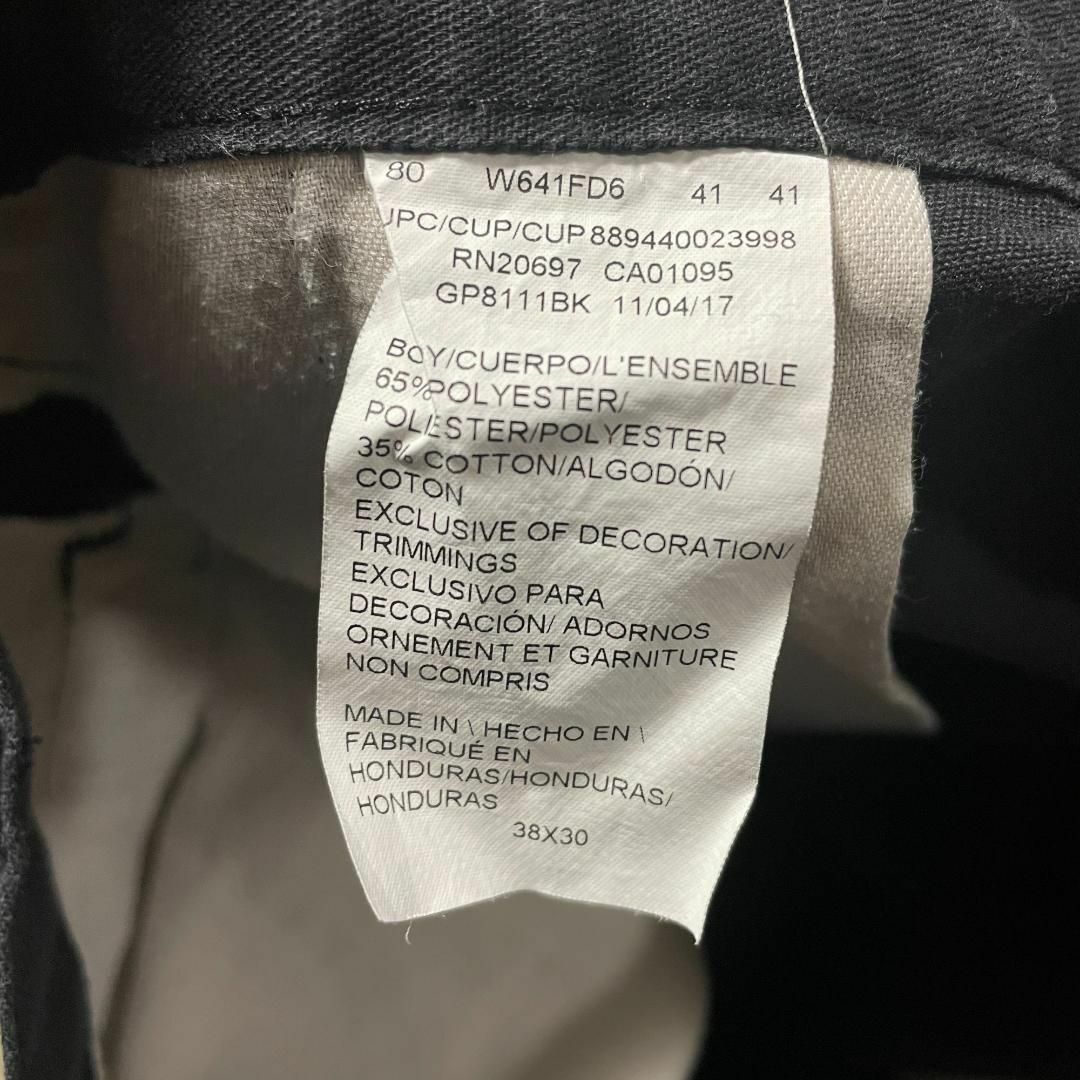 80 W641FD6 41 41
UPC/CUP/CUP 889440023998
RN20697 CA01095
GP8111BK 11/04/17
BOY/CUERPO/L'ENSEMBLE
65% POLYESTER/
POLIESTER/POLYESTER
35% COTTON/ALGODÓN/
COTON
EXCLUSIVE OF DECORATION/
TRIMMINGS
EXCLUSIVO PARA
DECORACIÓN/ ADORNOS
ORNEMENT ET GARNITURE
NON COMPRIS
MADE IN \ HECHO EN \
FABRIQUÉ EN
HONDURAS/HONDURAS/
HONDURAS
38X30